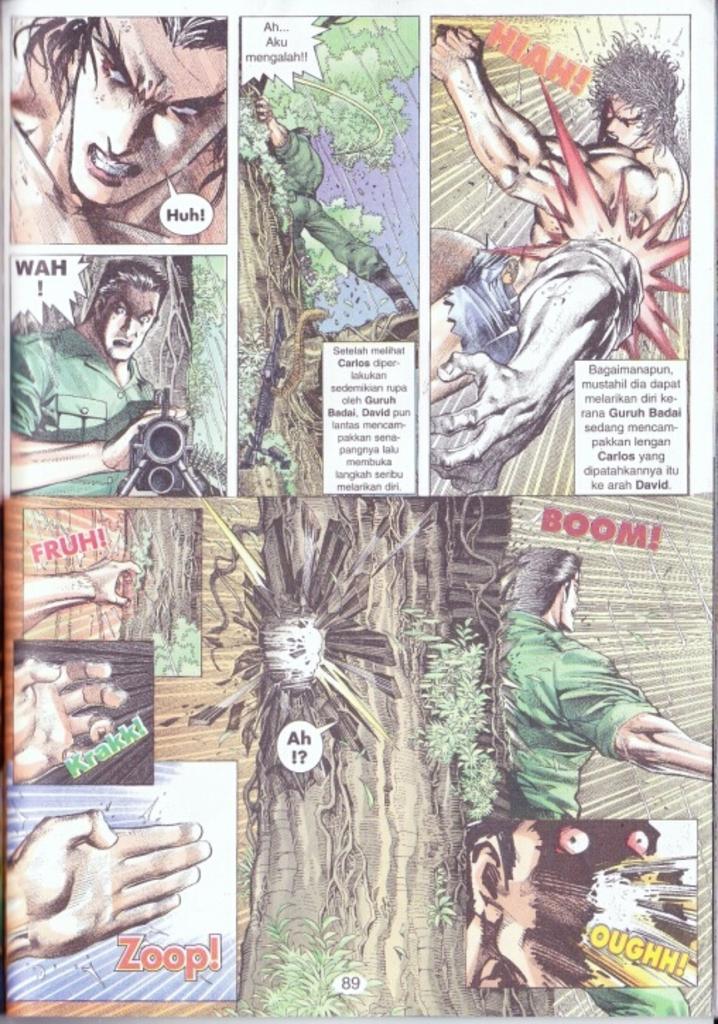 Huh!
Ah...
Aku
mengalah!!
HIAH!
WAH
!
Setelah melihat
Carlos diper-
lakukan
sedemikian rupa
oleh Guruh
Badai, David pun
lantas mencam-
pakkan sena-
pangnya lalu
membuka
langkah seribu
melarikan diri.
Bagaimanapun,
mustahil dia dapat
melarikan diri ke-
rana Guruh Badai
sedang mencam-
pakkan lengan
Carlos yang
dipatahkannya itu
ke arah David.
FRUH!
BOOM!
Krakk!
Ah
!?
Zoop!
OUGHH!
89